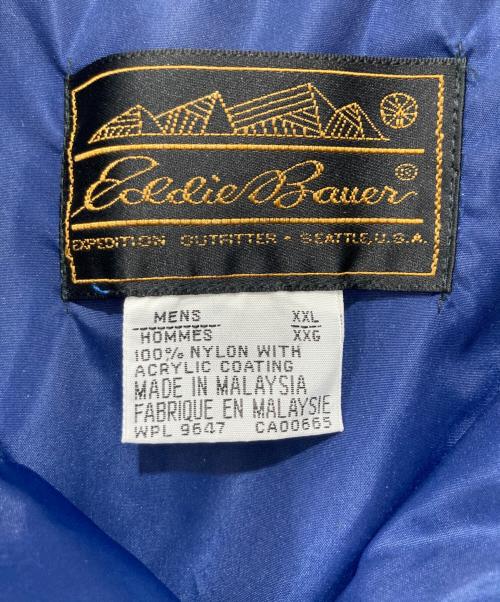 Eddie Bauer ®
EXPEDITION OUTFITTER • SEATTLE, U.S.A.
MENS XXL
HOMMES XXG
100% NYLON WITH
ACRYLIC COATING
MADE IN MALAYSIA
FABRIQUE EN MALAYSIE
WPL 9647 CA00665